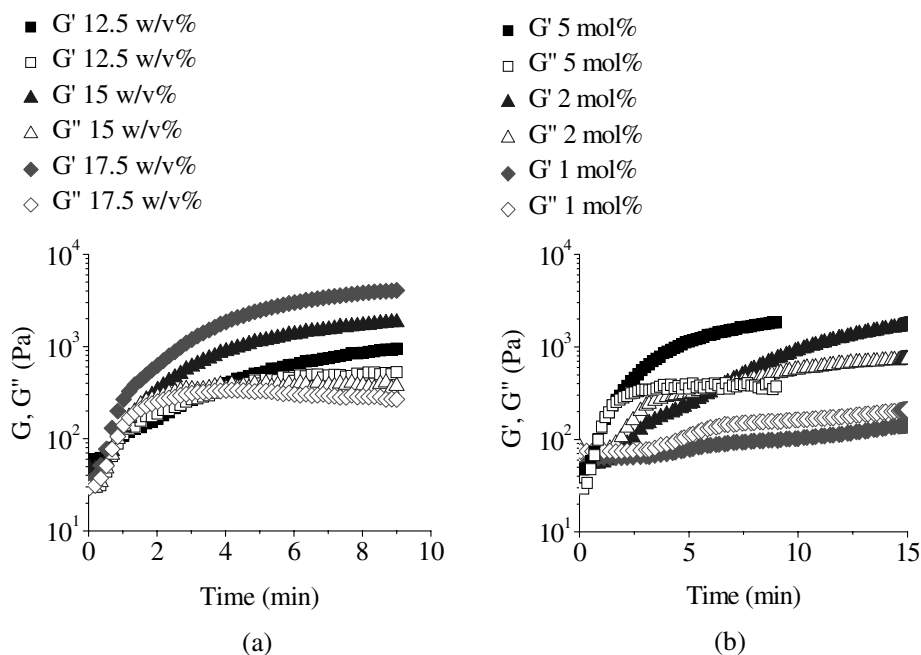 G' 12.5 w/v%
G' 12.5 w/v%
G' 15 w/v%
G" 15 w/v%
G' 17.5 w/v%
G" 17.5 w/v%
10^4
10^3
10^2
10^1
G, G" (Pa)
0 2 4 6 8 10
Time (min)
(a)
G' 5 mol%
G" 5 mol%
G' 2 mol%
G" 2 mol%
G' 1 mol%
G" 1 mol%
10^4
10^3
10^2
10^1
G', G" (Pa)
0 5 10 15
Time (min)
(b)